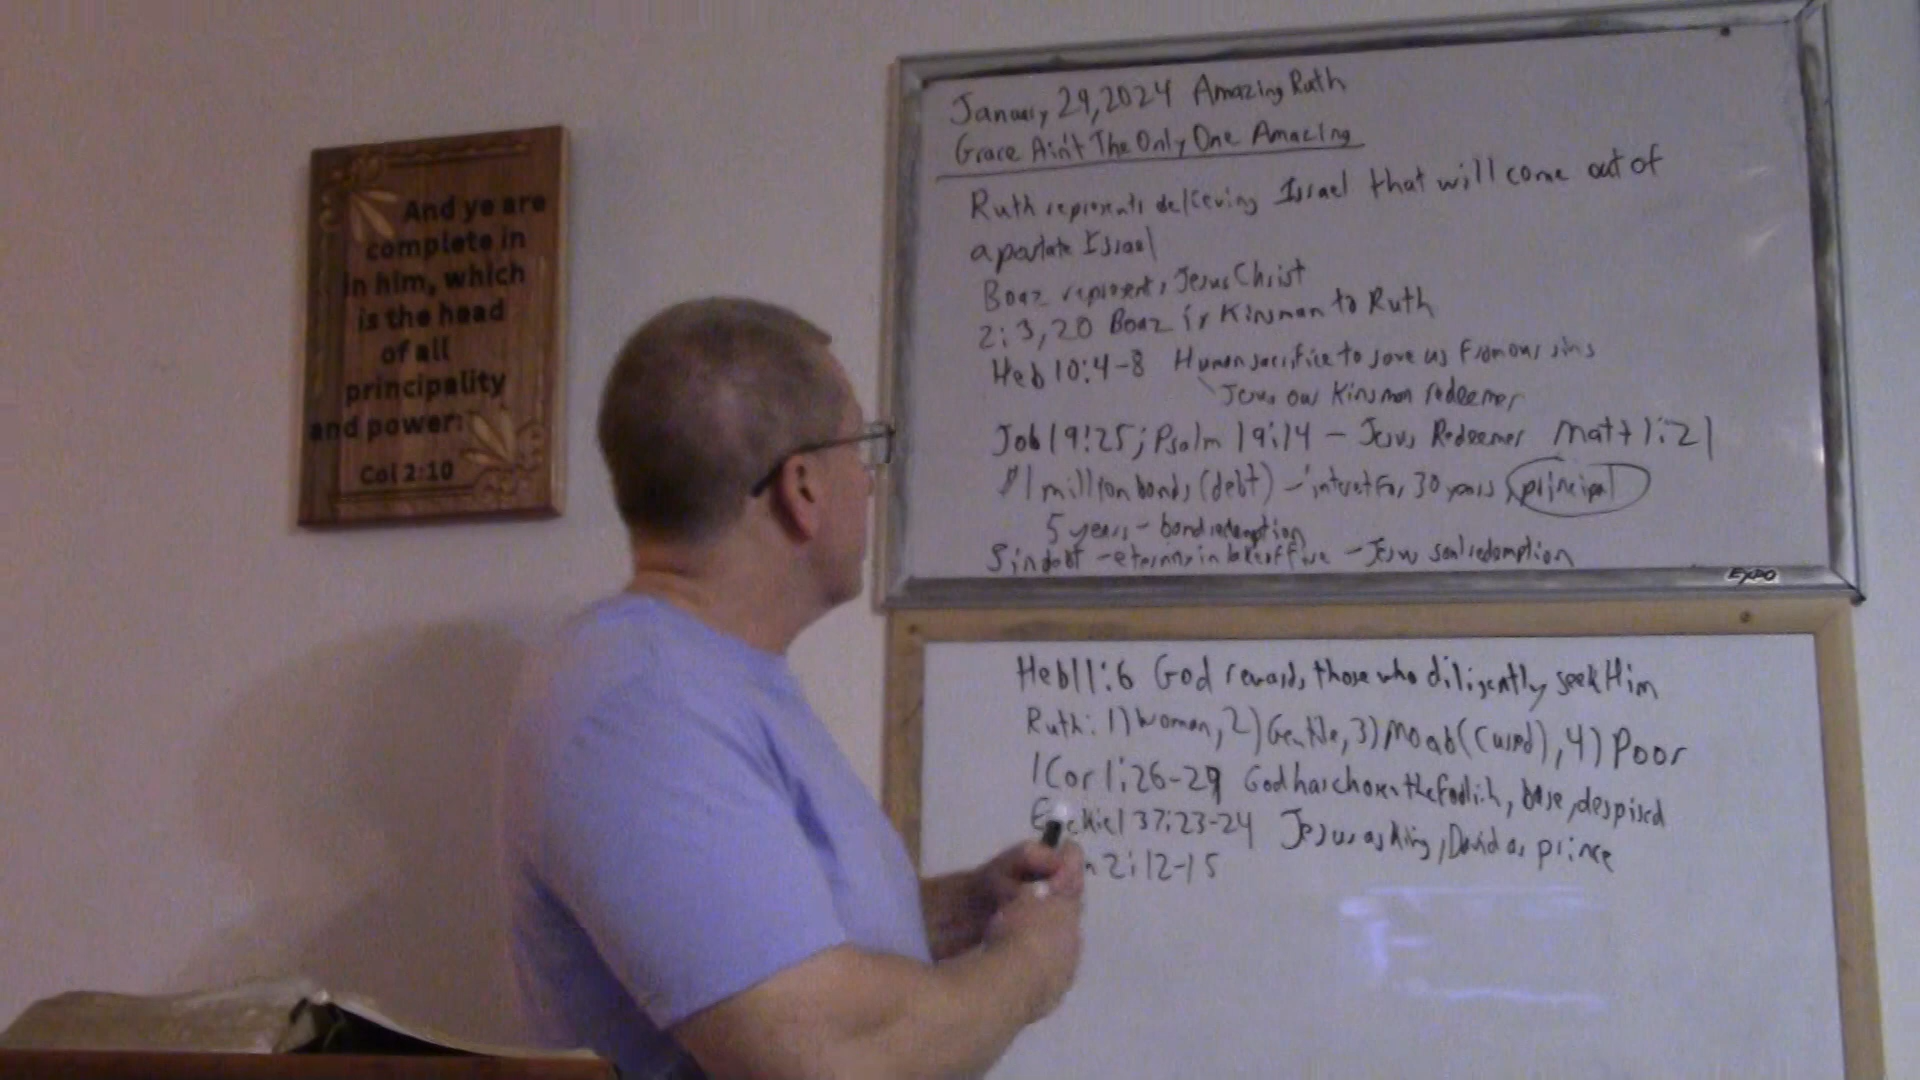 And ye are
complete in
in him, which
is the head
of all
principality
and power:
Col 2:10
January 29, 2024 Amazing Ruth
Grace Ain't The Only One Amazing
Ruth represents believing Israel that will come out of
apostate Israel
Boaz represents Jesus Christ
2:3,20 Boaz is Kinsman to Ruth
Heb 10:4-8 Human sacrifice to save us from our sins
Jesus our Kinsman redeemer
Job 19:25; Psalm 19:14 - Jesus Redeemer Matt 1:21
$1 million bonds (debt) - interest for 30 years, principal
5 years - bond redemption
Sin debt - eternity in lake of fire - Jesus soul redemption
EXPO
Heb 11:6 God rewards those who diligently seek Him
Ruth: 1) Woman, 2) Gentile, 3) Moab (cursed), 4) Poor
1 Cor 1:26-29 God has chosen the foolish, base, despised
Ezekiel 37:23-24 Jesus as King, David as prince
2:12-15